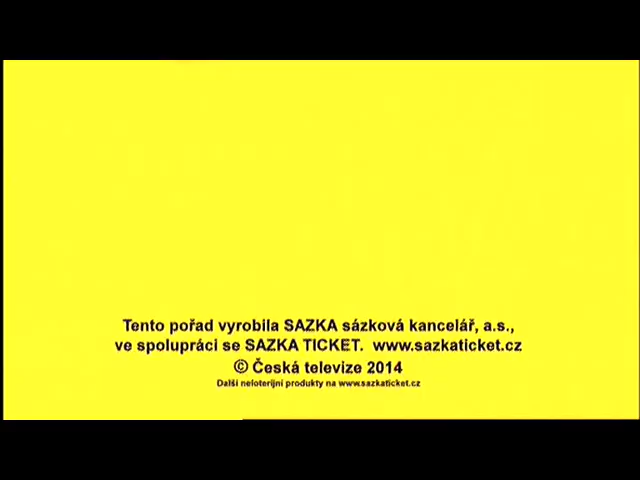 Tento pořad vyrobila SAZKA sázková kancelář, a.s.,
ve spolupráci se SAZKA TICKET.  www.sazkaticket.cz
© Česká televize 2014
Další neloterijní produkty na www.sazkaticket.cz